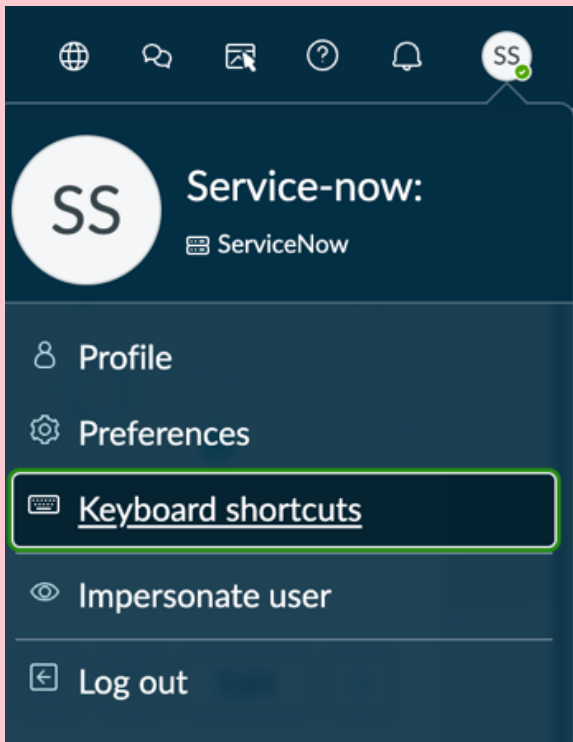 SS
SS
Service-now:
ServiceNow
Profile
Preferences
Keyboard shortcuts
Impersonate user
Log out